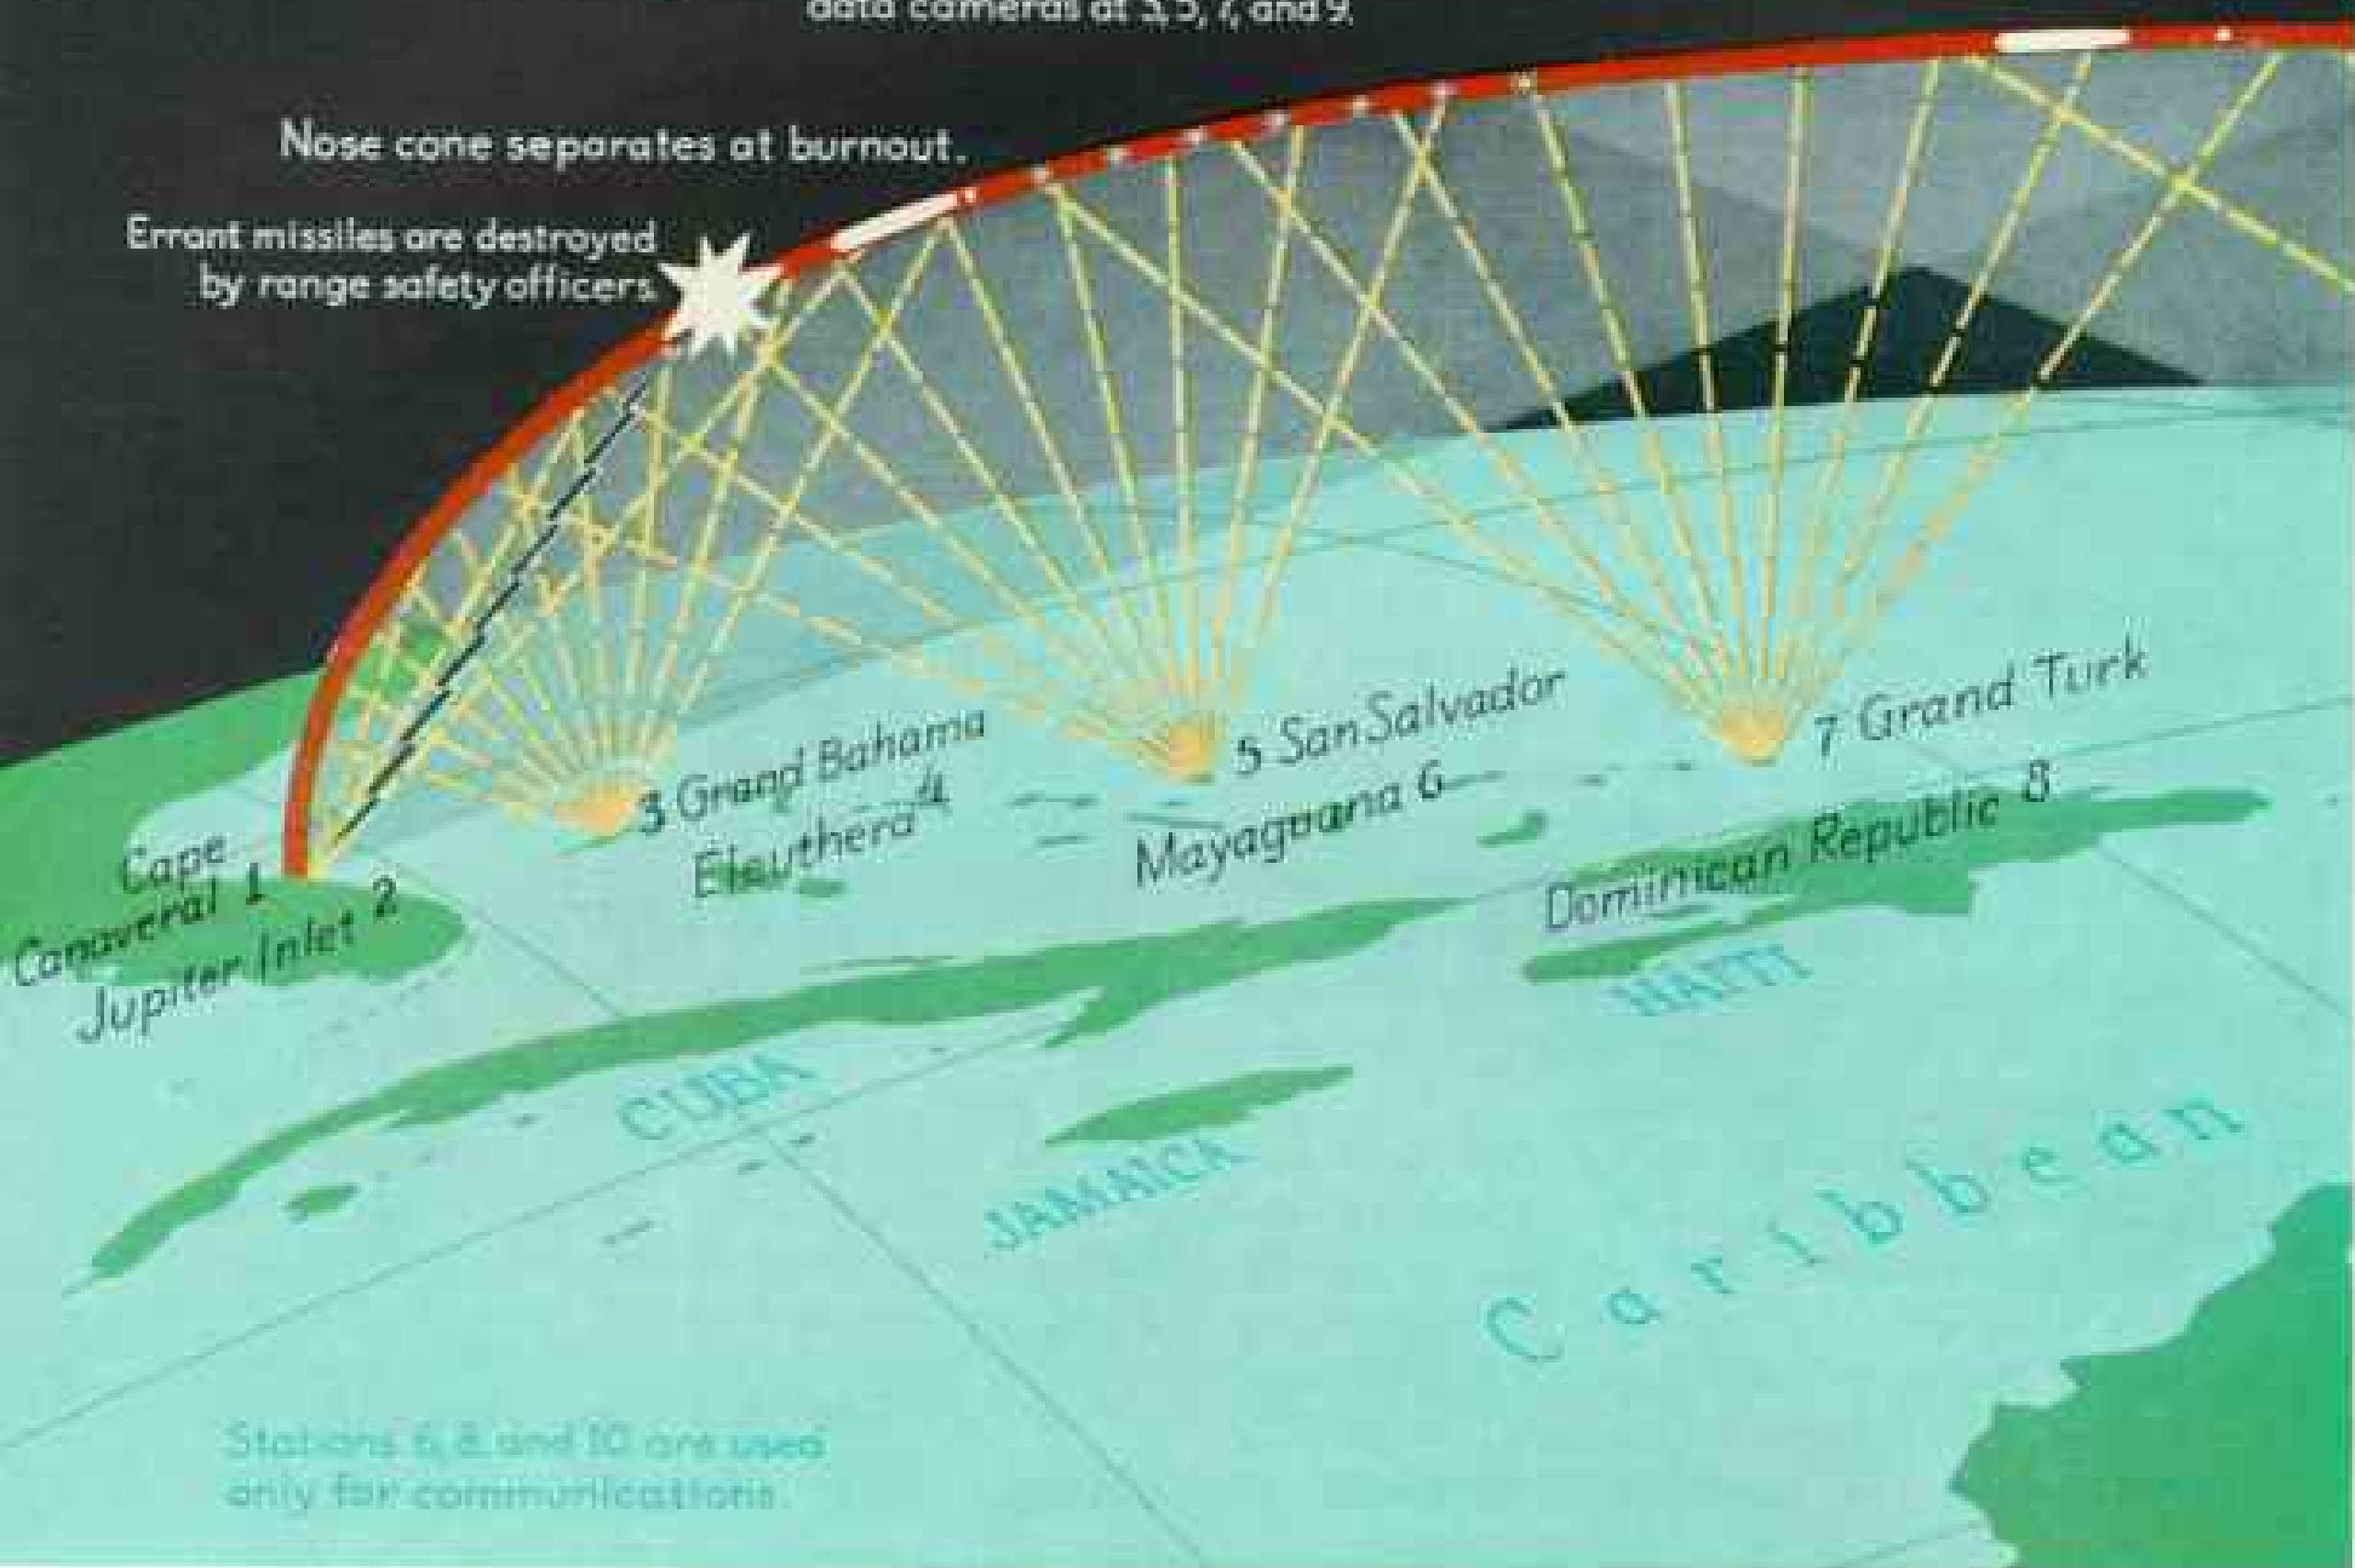 data cameras at 3, 5, 7, and 9.
Nose cone separates at burnout.
Errant missiles are destroyed
by range safety officers.
7 Grand Turk
5 San Salvador
3 Grand Bahama
Mayaguana 6
Dominican Republic 8
Eleuthera 4
Cape
Canaveral 1
Jupiter Inlet 2
HAITI
CUBA
JAMAICA
Caribbean
Stations 6, 8, and 10 are used
only for communications.